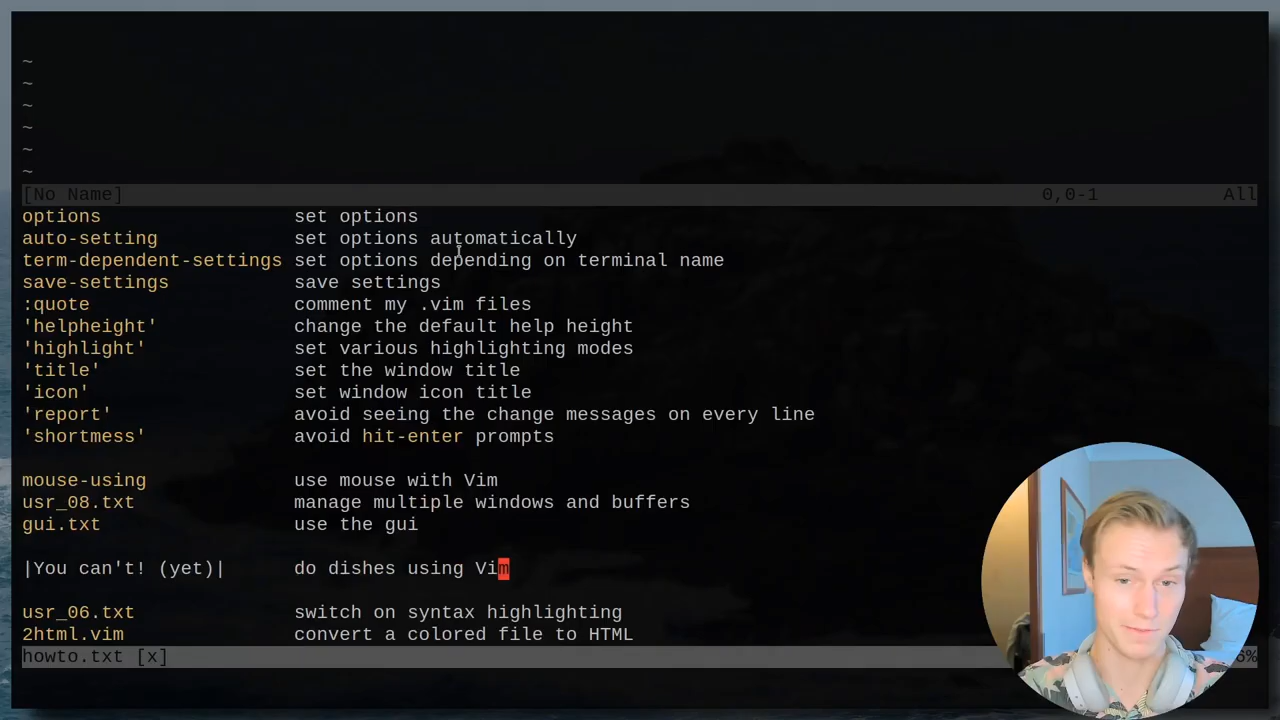 ~
~
~
~
~
~
[No Name] 0,0-1 All
options set options
auto-setting set options automatically
term-dependent-settings set options depending on terminal name
save-settings save settings
:quote comment my .vim files
'helpheight' change the default help height
'highlight' set various highlighting modes
'title' set the window title
'icon' set window icon title
'report' avoid seeing the change messages on every line
'shortmess' avoid hit-enter prompts
mouse-using use mouse with Vim
usr_08.txt manage multiple windows and buffers
gui.txt use the gui
|You can't! (yet)| do dishes using Vim
usr_06.txt switch on syntax highlighting
2html.vim convert a colored file to HTML
howto.txt [x]